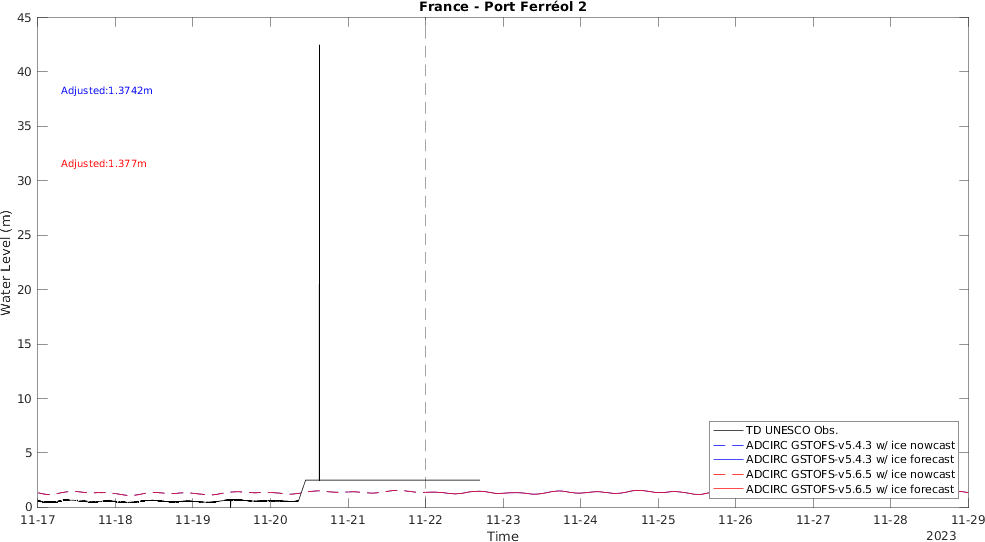 France - Port Ferréol 2
45
40
35
30
25
20
15
10
5
0
Water Level (m)
Adjusted:1.3742m
Adjusted:1.377m
TD UNESCO Obs.
ADCIRC GSTOFS-v5.4.3 w/ ice nowcast
ADCIRC GSTOFS-v5.4.3 w/ ice forecast
ADCIRC GSTOFS-v5.6.5 w/ ice nowcast
ADCIRC GSTOFS-v5.6.5 w/ ice forecast
11-17 11-18 11-19 11-20 11-21 11-22 11-23 11-24 11-25 11-26 11-27 11-28 11-29
Time
2023